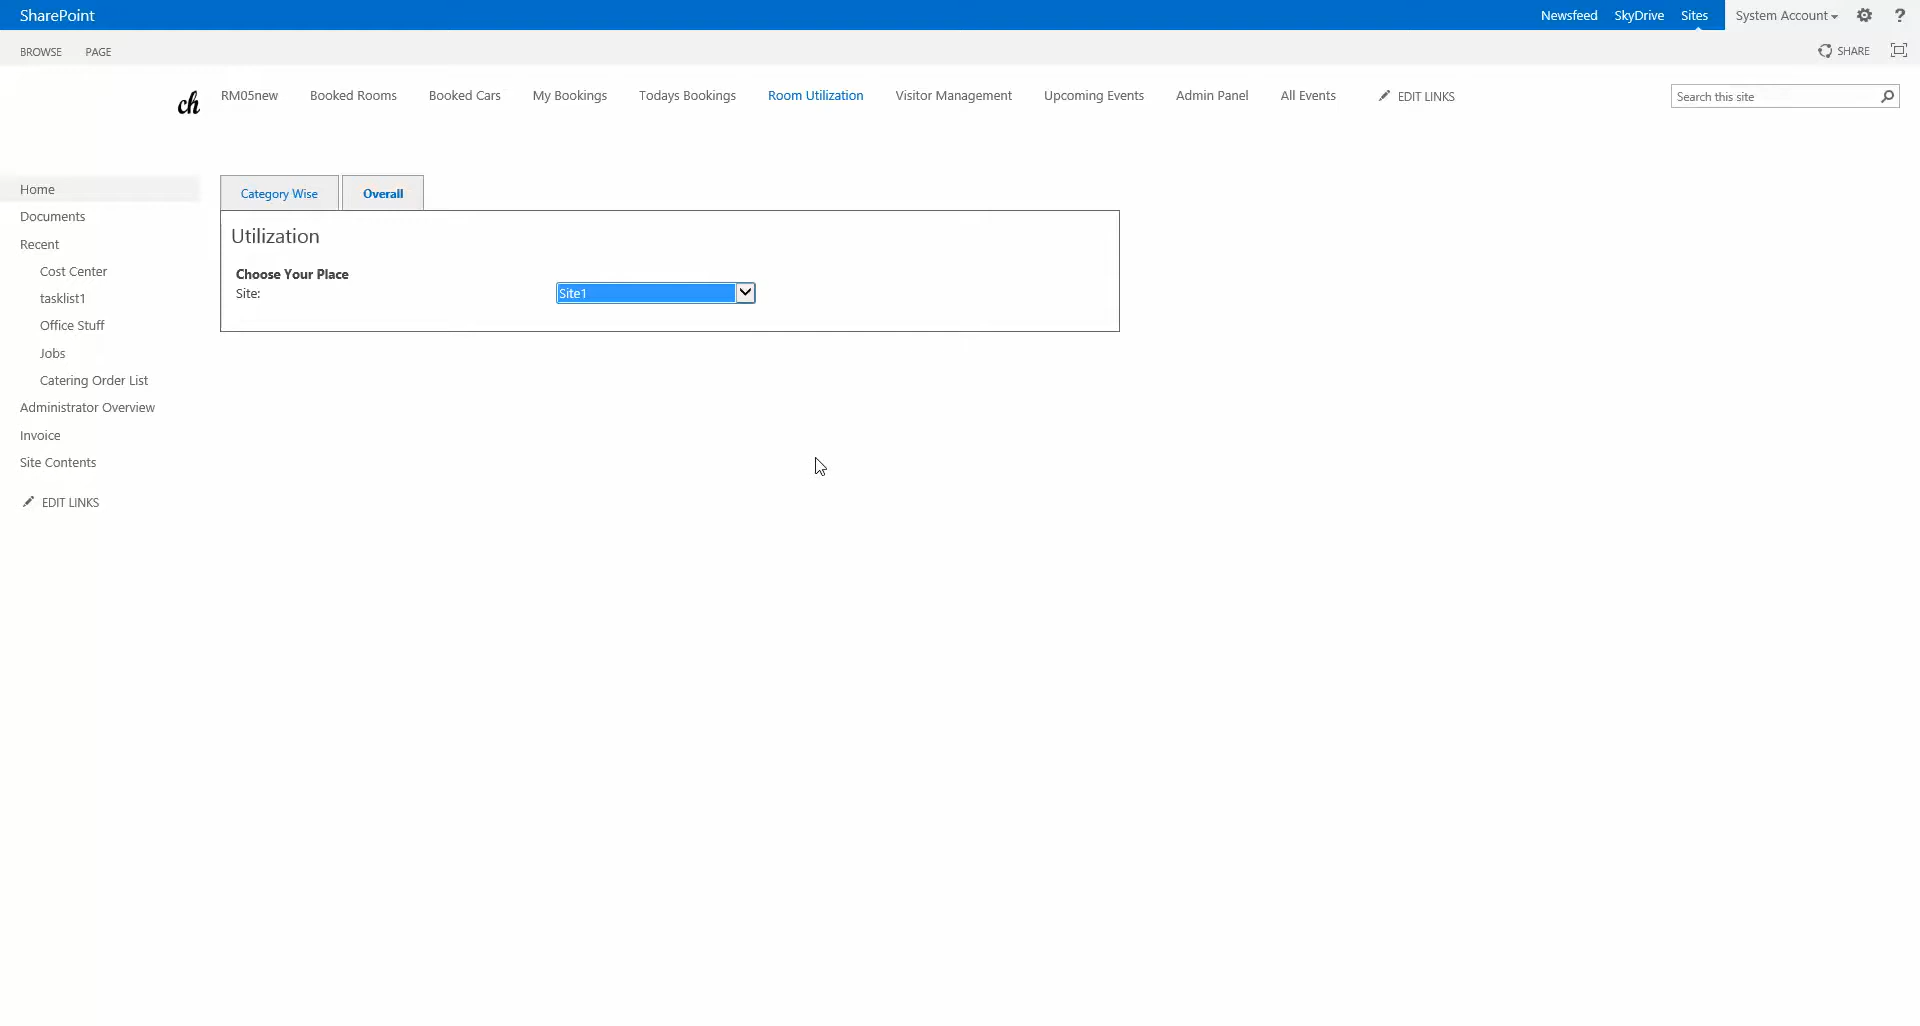 SharePoint
Newsfeed SkyDrive Sites System Account ?
BROWSE PAGE
SHARE
ch RM05new Booked Rooms Booked Cars My Bookings Todays Bookings Room Utilization Visitor Management Upcoming Events Admin Panel All Events EDIT LINKS
Search this site
Home
Documents
Recent
Cost Center
tasklist1
Office Stuff
Jobs
Catering Order List
Administrator Overview
Invoice
Site Contents
EDIT LINKS
Category Wise Overall
Utilization
Choose Your Place
Site: Site1